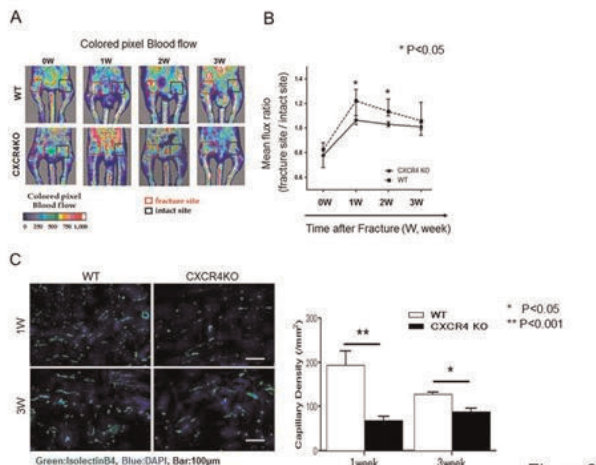 A
Colored pixel Blood flow
0W 1W 2W 3W
WT
CXCR4KO
Colored pixel
Blood flow
0 250 500 750 1,000
fracture site
intact site
B
* P<0.05
Mean flux ratio
(fracture site / intact site)
1.4
1.2
1.0
0.8
0.6
* *
CXCR4 KO
WT
0W 1W 2W 3W
Time after Fracture (W, week)
C
WT CXCR4KO
1W
3W
Green:IsolectinB4, Blue:DAPI, Bar:100μm
Capillary Density (/mm²)
300
200
100
0
WT
CXCR4 KO
** *
* P<0.05
** P<0.001
1week